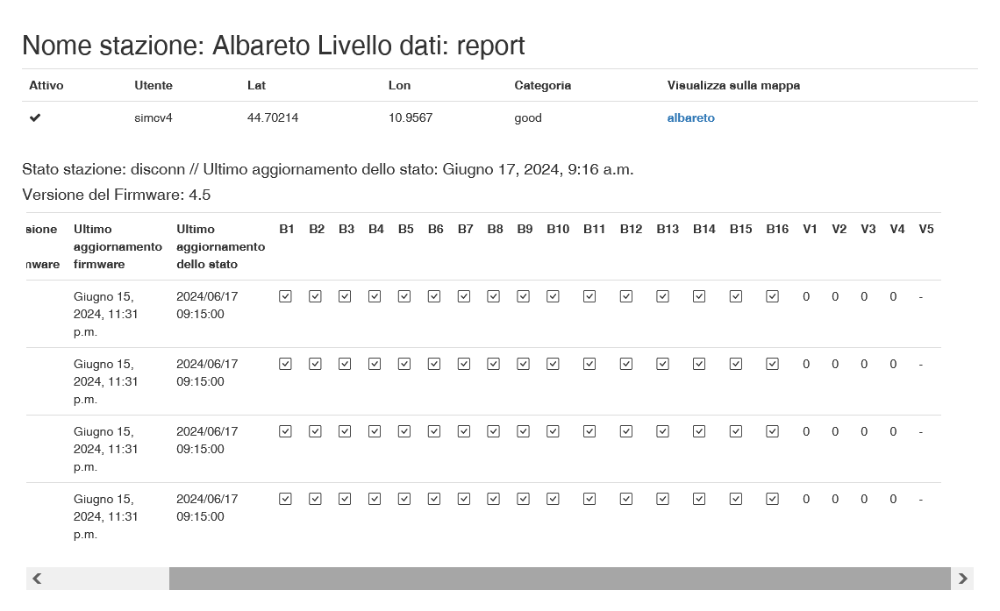 Nome stazione: Albareto Livello dati: report
Attivo Utente Lat Lon Categoria Visualizza sulla mappa
simcv4 44.70214 10.9567 good albareto
Stato stazione: disconn // Ultimo aggiornamento dello stato: Giugno 17, 2024, 9:16 a.m.
Versione del Firmware: 4.5
sione Ultimo Ultimo B1 B2 B3 B4 B5 B6 B7 B8 B9 B10 B11 B12 B13 B14 B15 B16 V1 V2 V3 V4 V5
aggiornamento aggiornamento
nware firmware dello stato
Giugno 15, 2024/06/17 0 0 0 0 -
2024, 11:31 09:15:00
p.m.
Giugno 15, 2024/06/17 0 0 0 0 -
2024, 11:31 09:15:00
p.m.
Giugno 15, 2024/06/17 0 0 0 0 -
2024, 11:31 09:15:00
p.m.
Giugno 15, 2024/06/17 0 0 0 0 -
2024, 11:31 09:15:00
p.m.